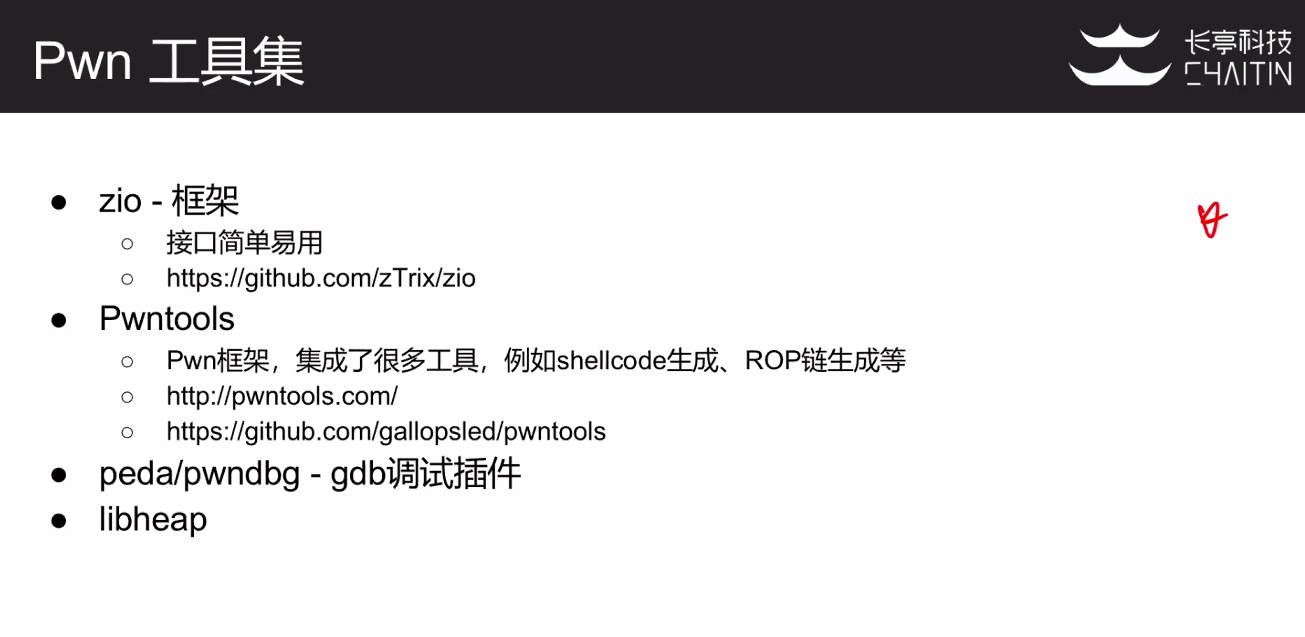 Pwn 工具集
长亭科技
CHAITIN
● zio - 框架
○ 接口简单易用
○ https://github.com/zTrix/zio
● Pwntools
○ Pwn框架，集成了很多工具，例如shellcode生成、ROP链生成等
○ http://pwntools.com/
○ https://github.com/gallopsled/pwntools
● peda/pwndbg - gdb调试插件
● libheap